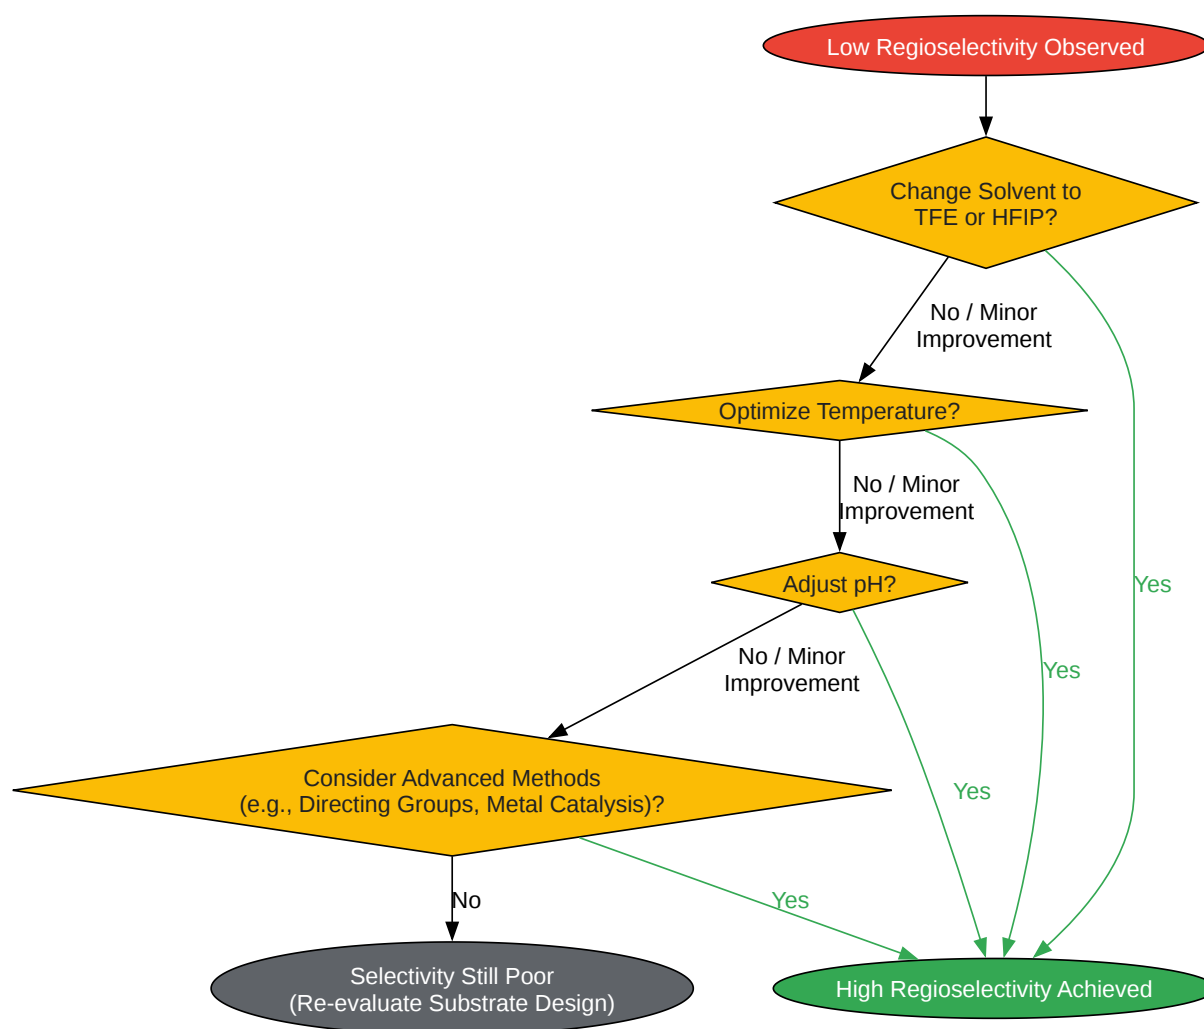 Low Regioselectivity Observed
Change Solvent to
TFE or HFIP?
No / Minor
Improvement
Optimize Temperature?
No / Minor
Improvement
Adjust pH?
Yes
No / Minor
Improvement
Yes
Consider Advanced Methods
(e.g., Directing Groups, Metal Catalysis)?
Yes
No
Yes
Selectivity Still Poor
(Re-evaluate Substrate Design)
High Regioselectivity Achieved